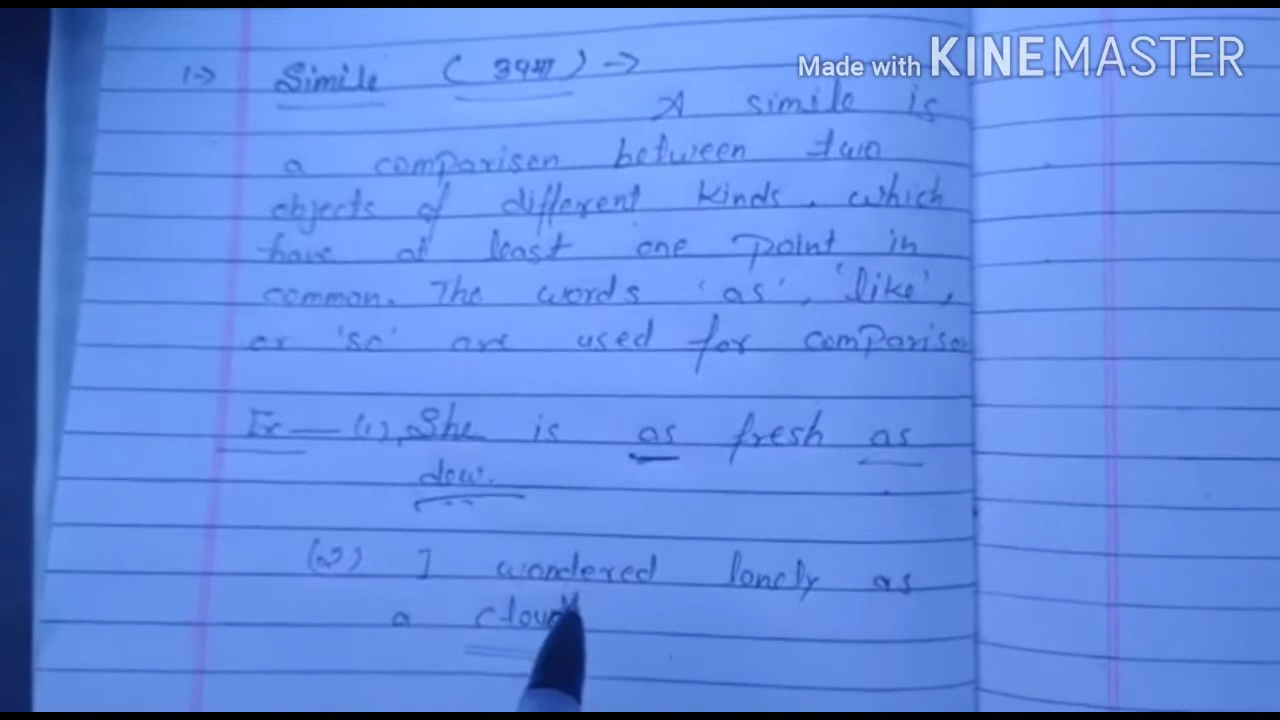 Made with KINEMASTER
1→ Simile (उपमा) →
A simile is
a comparison between two
objects of different kinds, which
have at least one point in
common. The words 'as', 'like',
or 'so' are used for comparison
Ex — (1), She is as fresh as
dew.
(2) I wandered lonely as
a cloud